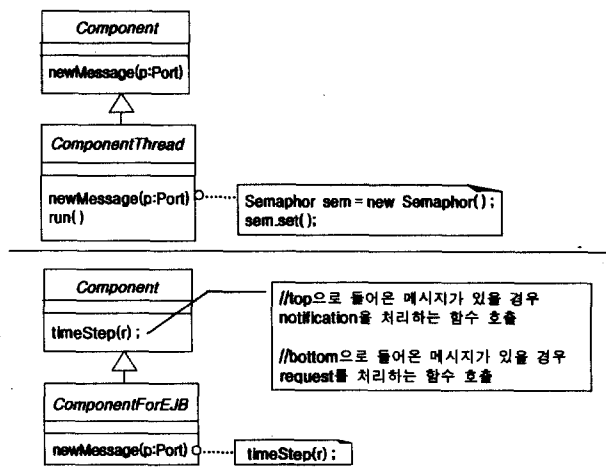 Component
newMessage(p:Port)
ComponentThread
newMessage(p:Port)
run()
Semaphor sem = new Semaphor();
sem.set();
Component
timeStep(r);
//top으로 들어온 메시지가 있을 경우
notification을 처리하는 함수 호출
//bottom으로 들어온 메시지가 있을 경우
request를 처리하는 함수 호출
ComponentForEJB
newMessage(p:Port)
timeStep(r);